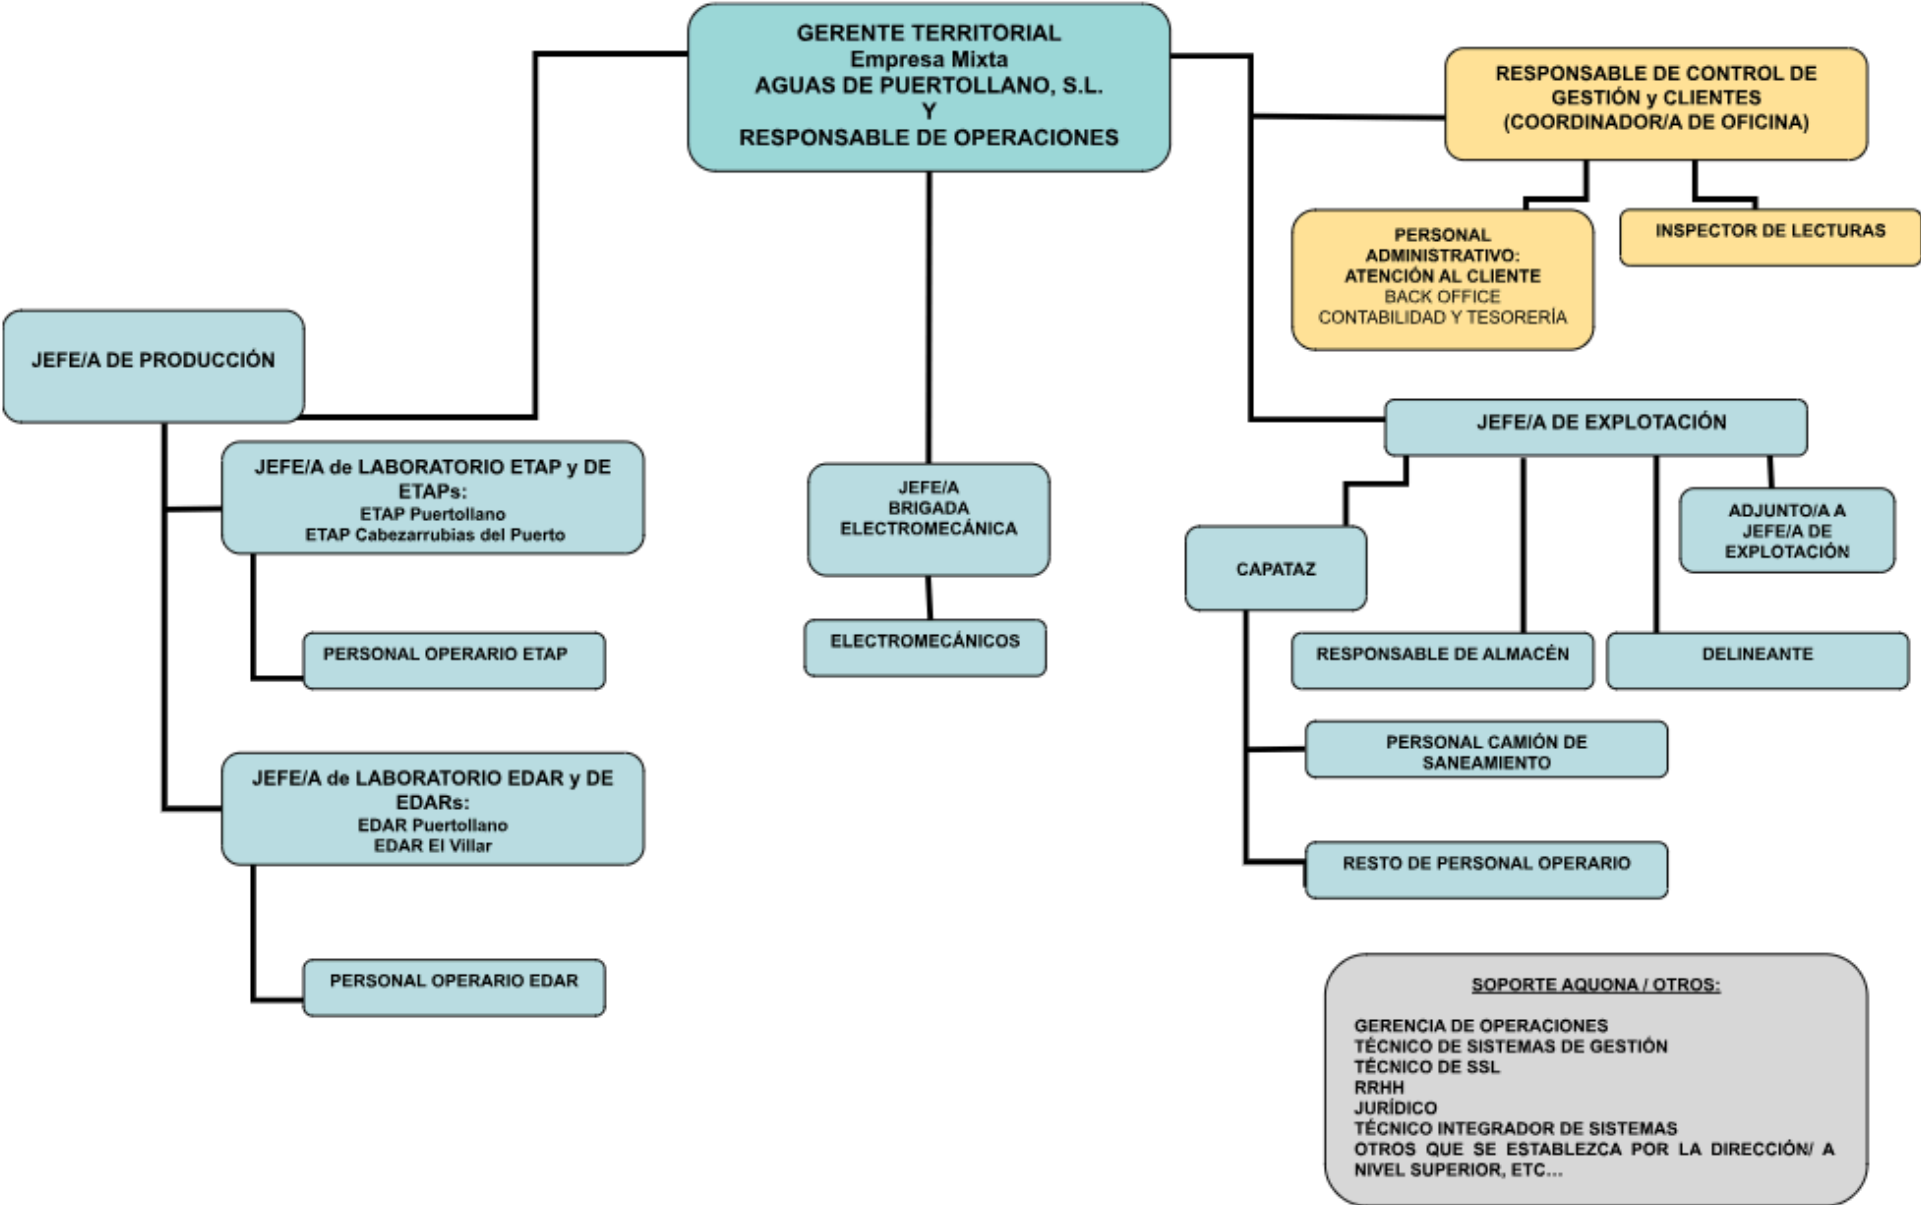 GERENTE TERRITORIAL
Empresa Mixta
AGUAS DE PUERTOLLANO, S.L.
Y
RESPONSABLE DE OPERACIONES
RESPONSABLE DE CONTROL DE
GESTIÓN y CLIENTES
(COORDINADOR/A DE OFICINA)
PERSONAL
ADMINISTRATIVO:
ATENCIÓN AL CLIENTE
BACK OFFICE
CONTABILIDAD Y TESORERÍA
INSPECTOR DE LECTURAS
JEFE/A DE PRODUCCIÓN
JEFE/A de LABORATORIO ETAP y DE
ETAPs:
ETAP Puertollano
ETAP Cabezarrubias del Puerto
PERSONAL OPERARIO ETAP
JEFE/A de LABORATORIO EDAR y DE
EDARs:
EDAR Puertollano
EDAR El Villar
PERSONAL OPERARIO EDAR
JEFE/A
BRIGADA
ELECTROMECÁNICA
ELECTROMECÁNICOS
JEFE/A DE EXPLOTACIÓN
ADJUNTO/A A
JEFE/A DE
EXPLOTACIÓN
CAPATAZ
RESPONSABLE DE ALMACÉN
DELINEANTE
PERSONAL CAMIÓN DE
SANEAMIENTO
RESTO DE PERSONAL OPERARIO
SOPORTE AQUONA / OTROS:
GERENCIA DE OPERACIONES
TÉCNICO DE SISTEMAS DE GESTIÓN
TÉCNICO DE SSL
RRHH
JURÍDICO
TÉCNICO INTEGRADOR DE SISTEMAS
OTROS QUE SE ESTABLEZCA POR LA DIRECCIÓN/ A
NIVEL SUPERIOR, ETC…